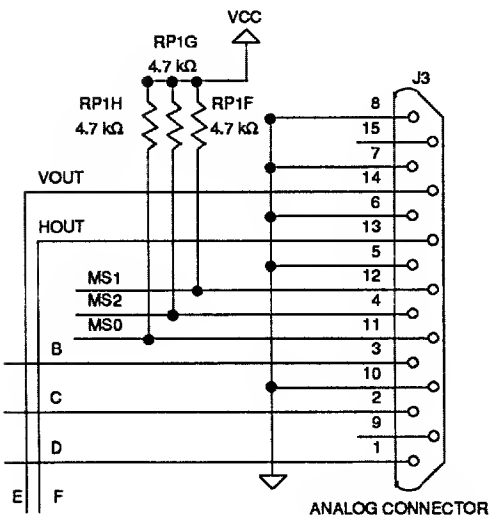 VCC
RP1G
4.7 kΩ
J3
RP1H
4.7 kΩ
RP1F
4.7 kΩ
8
15
7
VOUT
14
6
HOUT
13
5
MS1
12
MS2
4
MS0
11
B
3
10
C
2
9
D
1
E
F
ANALOG CONNECTOR